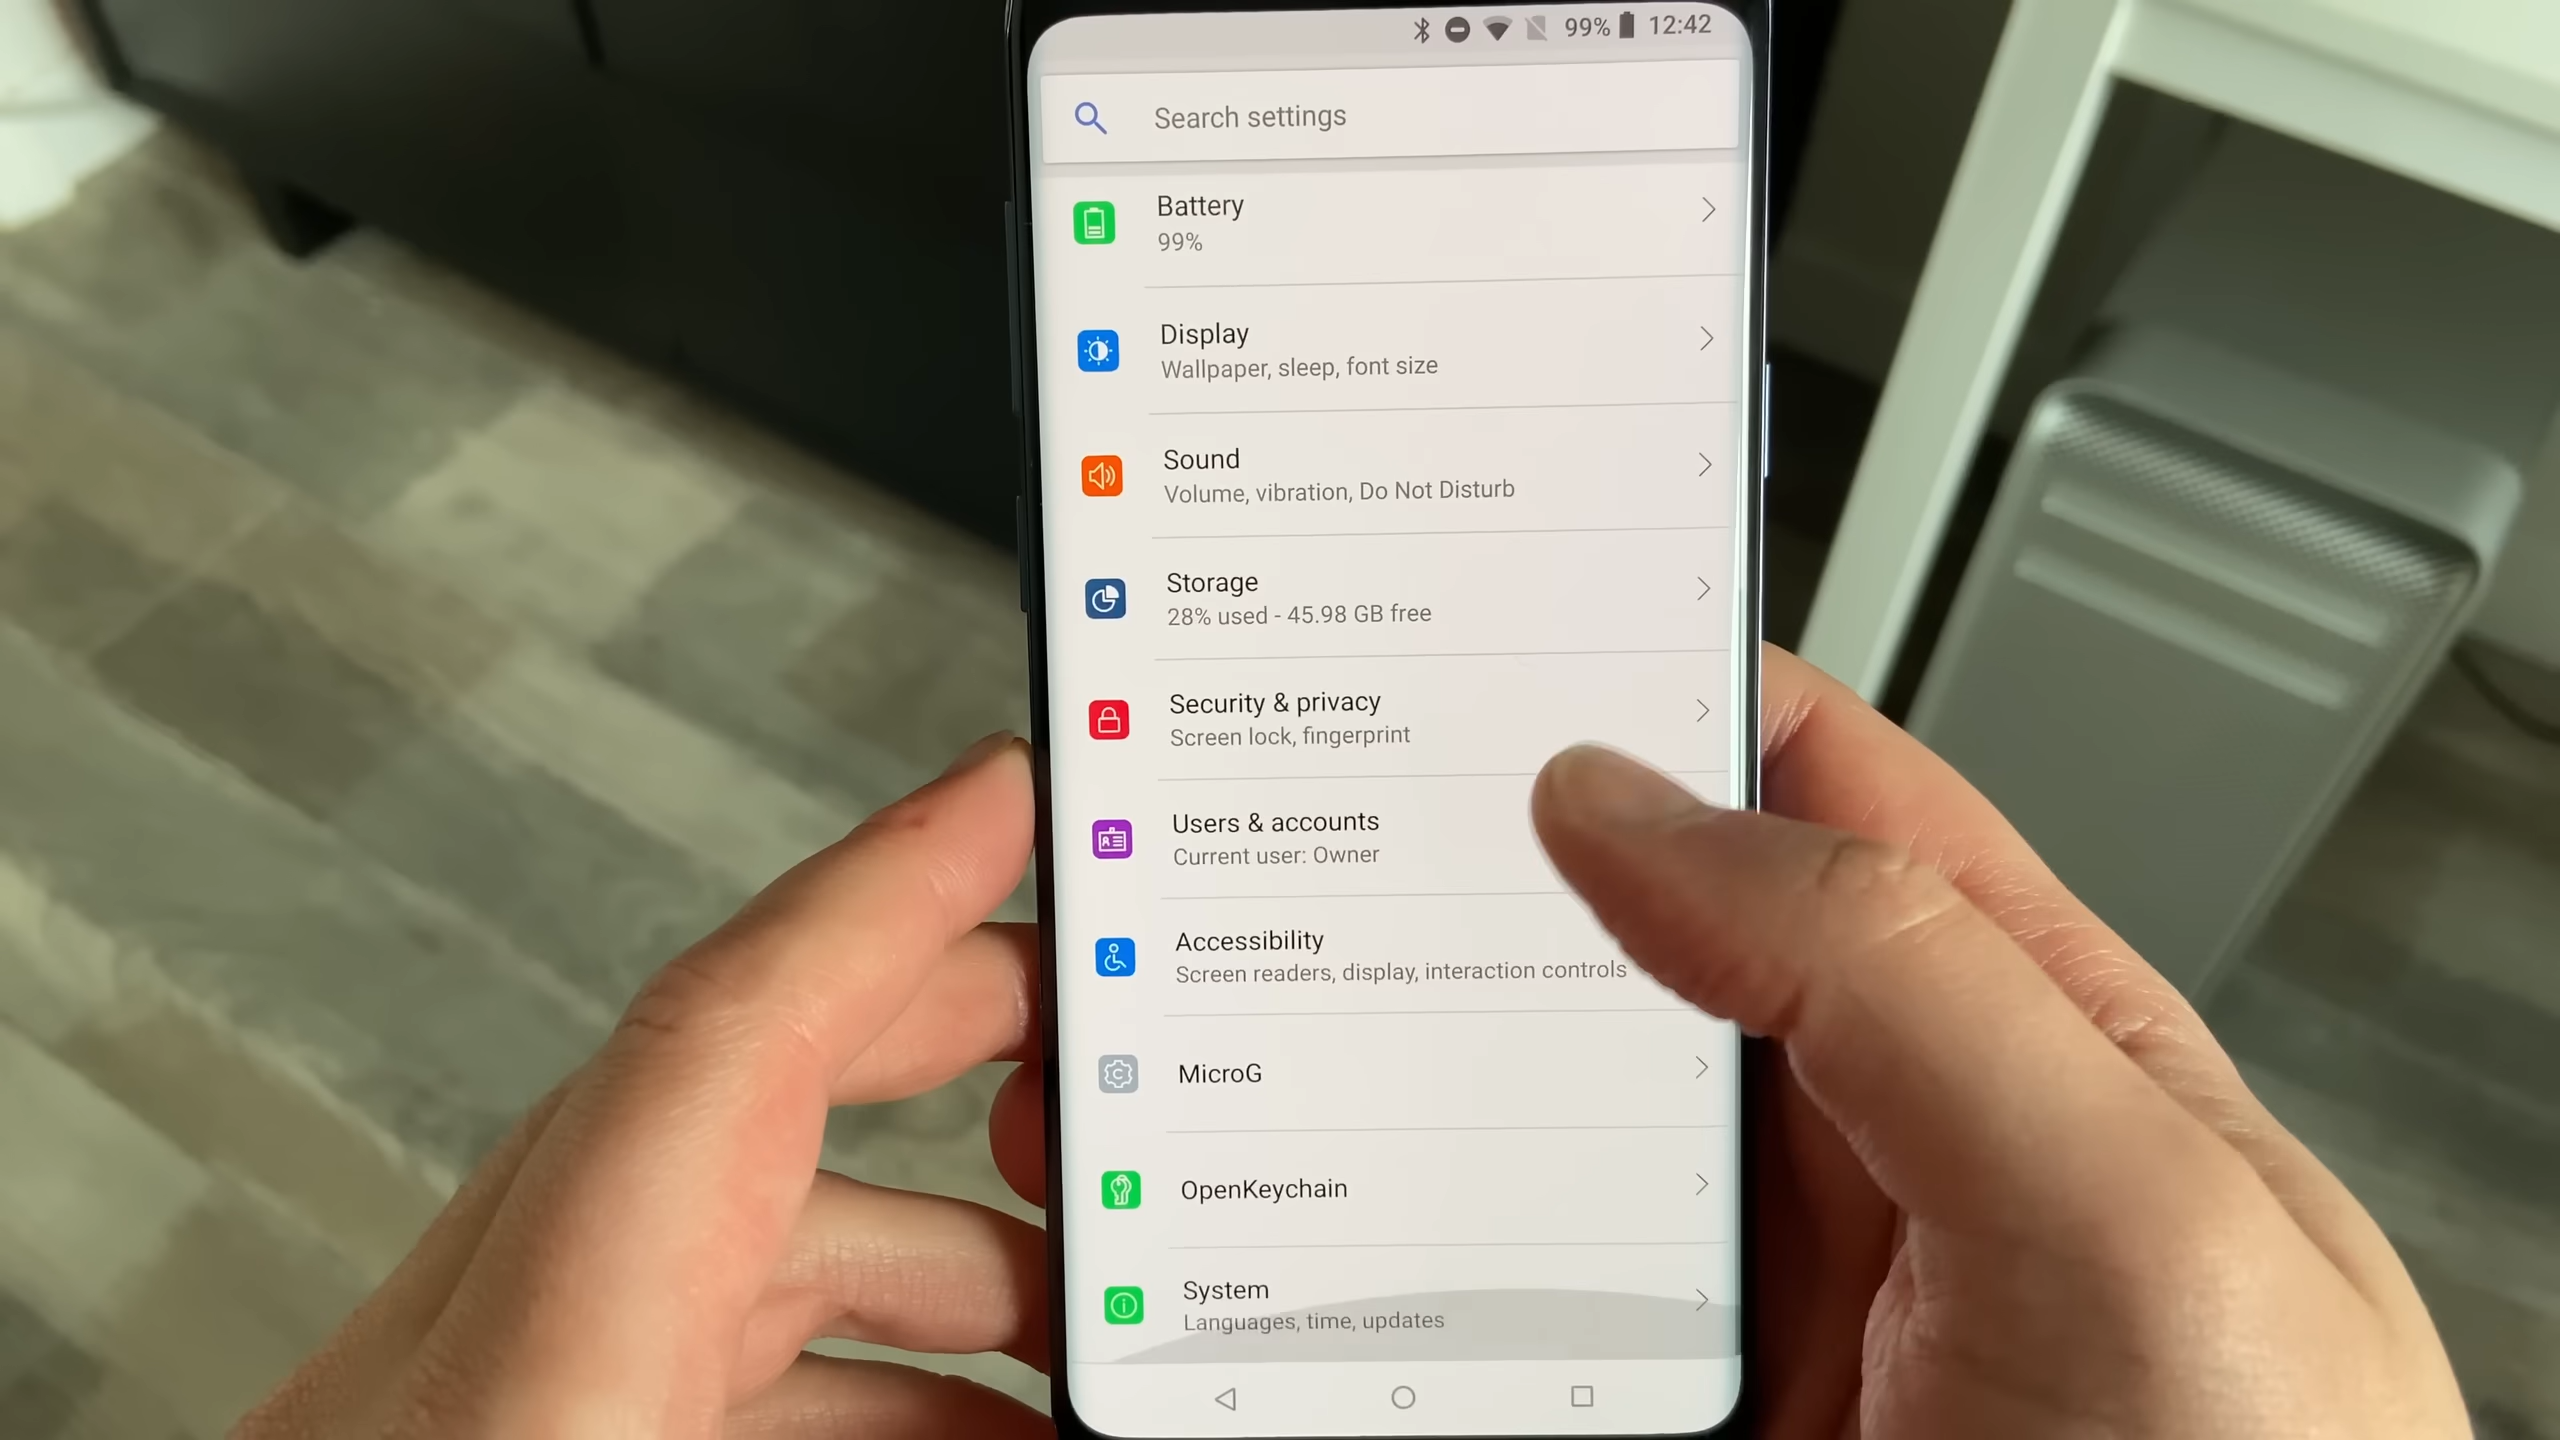 99% 12:42
Search settings
Battery
99%
Display
Wallpaper, sleep, font size
Sound
Volume, vibration, Do Not Disturb
Storage
28% used - 45.98 GB free
Security & privacy
Screen lock, fingerprint
Users & accounts
Current user: Owner
Accessibility
Screen readers, display, interaction controls
MicroG
OpenKeychain
System
Languages, time, updates